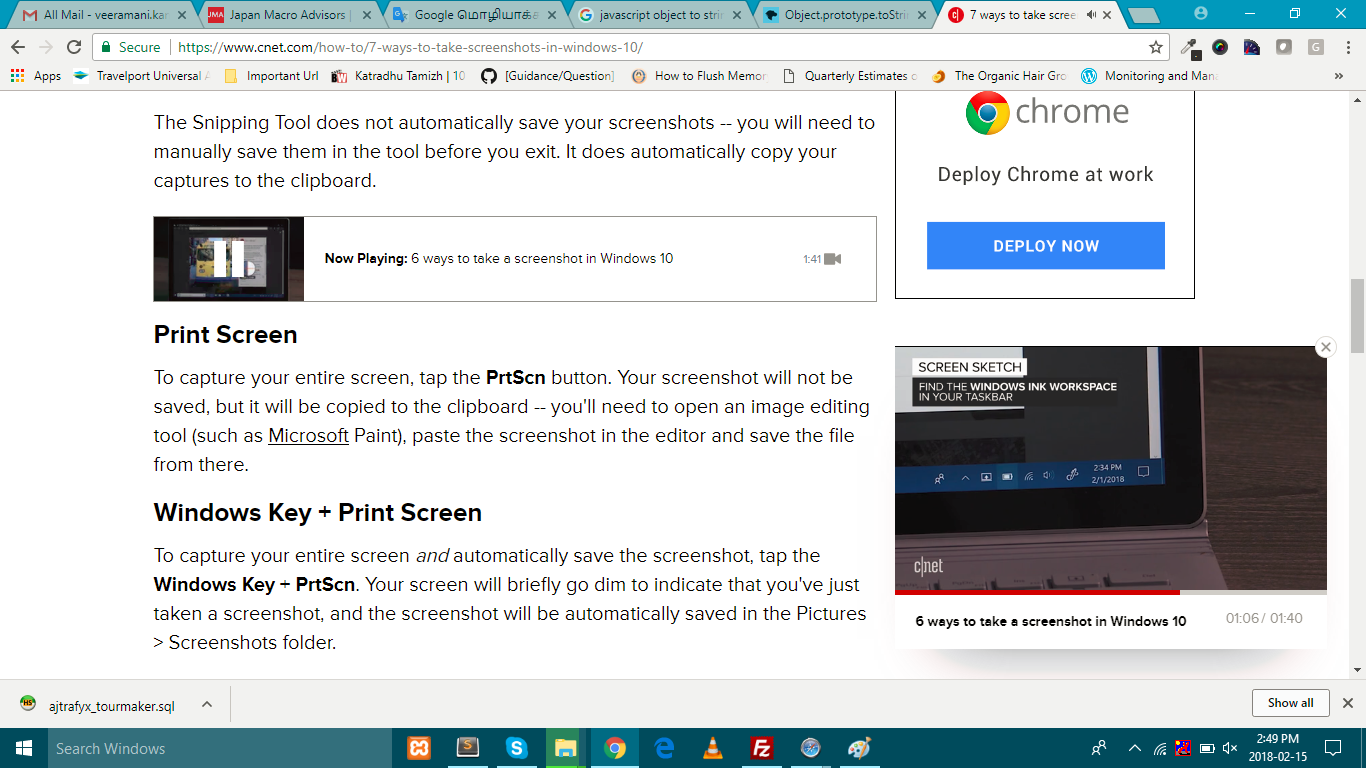 All Mail - veeramani.kar
Japan Macro Advisors |
Google மொழியாக்க
javascript object to strin
Object.prototype.toStrin
7 ways to take scree
Secure
https://www.cnet.com/how-to/7-ways-to-take-screenshots-in-windows-10/
Apps
Travelport Universal A
Important Url
Katradhu Tamizh | 10
[Guidance/Question]
How to Flush Memor
Quarterly Estimates o
The Organic Hair Gro
Monitoring and Mana
»
The Snipping Tool does not automatically save your screenshots -- you will need to
manually save them in the tool before you exit. It does automatically copy your
captures to the clipboard.
Now Playing: 6 ways to take a screenshot in Windows 10
1:41
Print Screen
To capture your entire screen, tap the PrtScn button. Your screenshot will not be
saved, but it will be copied to the clipboard -- you'll need to open an image editing
tool (such as Microsoft Paint), paste the screenshot in the editor and save the file
from there.
Windows Key + Print Screen
To capture your entire screen and automatically save the screenshot, tap the
Windows Key + PrtScn. Your screen will briefly go dim to indicate that you've just
taken a screenshot, and the screenshot will be automatically saved in the Pictures
> Screenshots folder.
chrome
Deploy Chrome at work
DEPLOY NOW
SCREEN SKETCH
FIND THE WINDOWS INK WORKSPACE
IN YOUR TASKBAR
2:34 PM
2/1/2018
c|net
6 ways to take a screenshot in Windows 10
01:06 / 01:40
ajtrafyx_tourmaker.sql
Show all
Search Windows
2:49 PM
2018-02-15